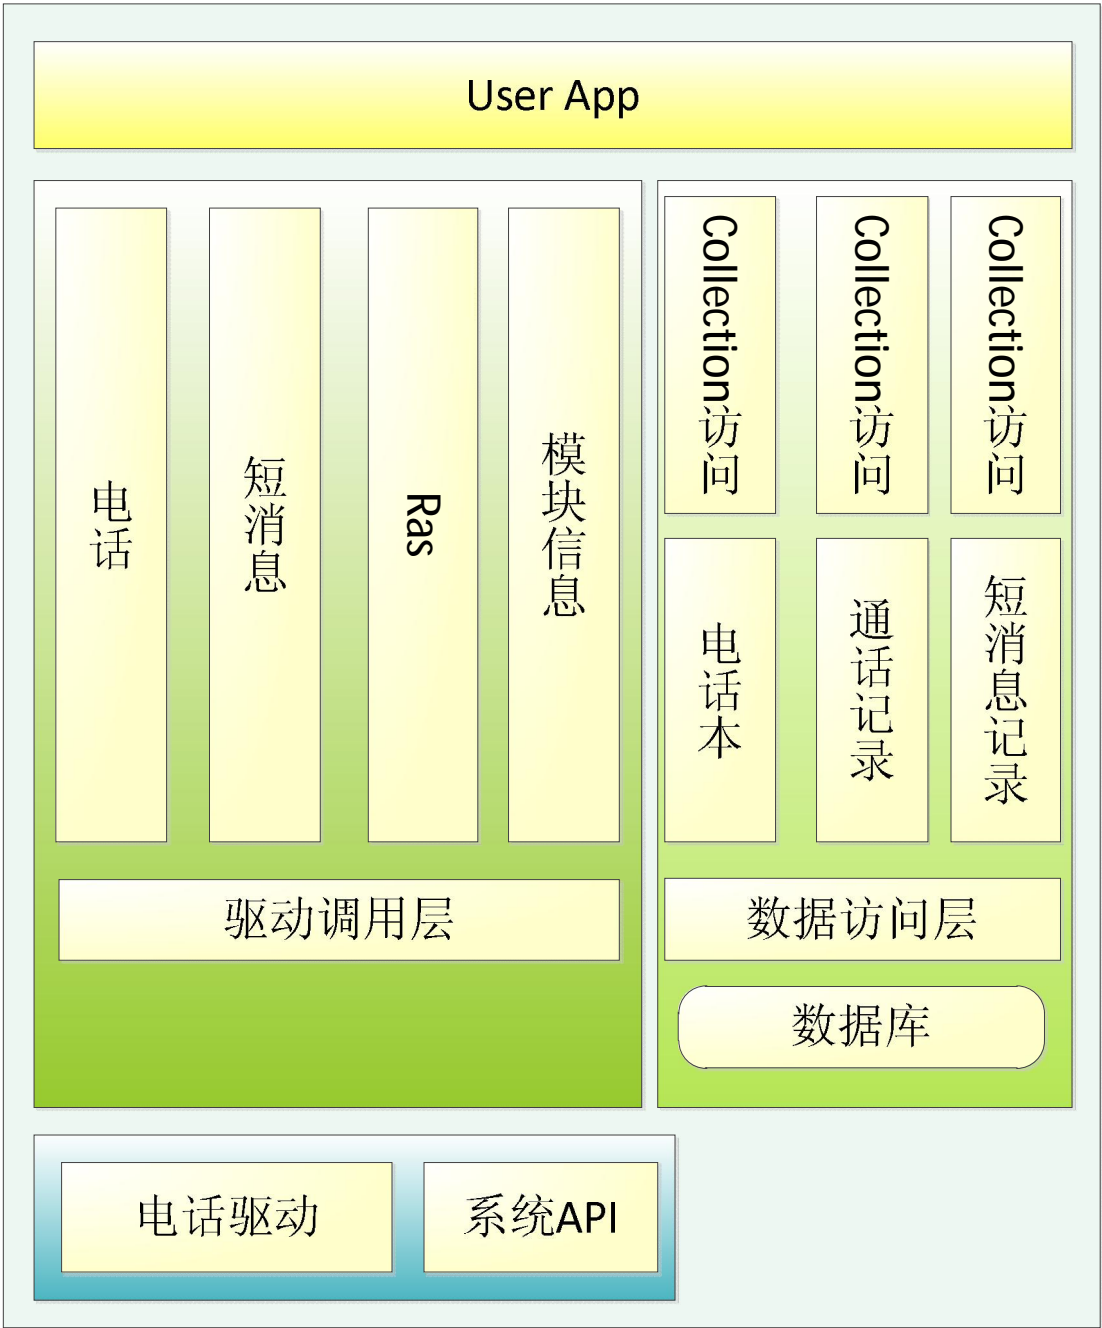 User App
电话
短消息
Ras
模块信息
Collection访问
Collection访问
Collection访问
电话本
通话记录
短消息记录
驱动调用层
数据访问层
数据库
电话驱动
系统API